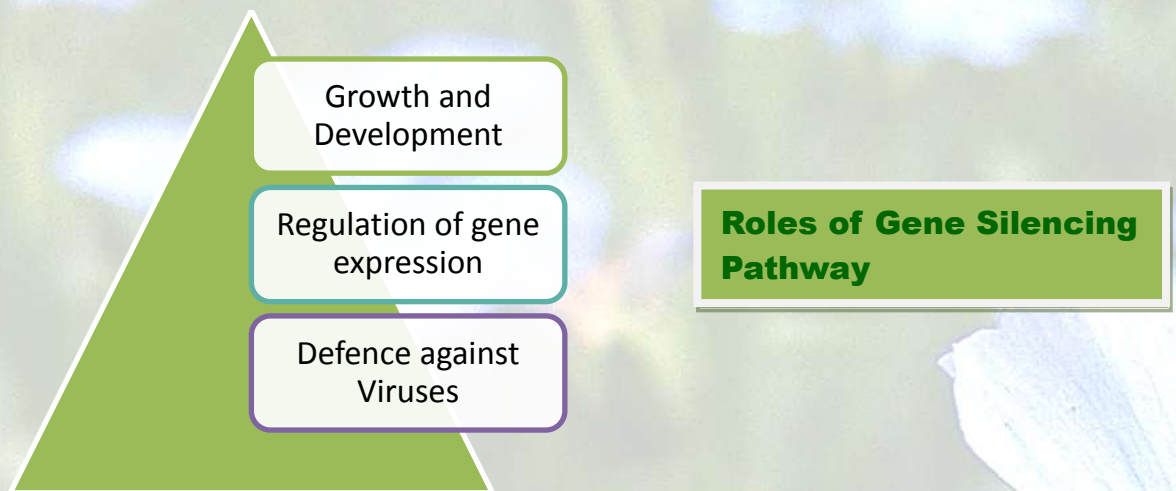 Growth and
Development
Regulation of gene
expression
Defence against
Viruses
Roles of Gene Silencing
Pathway